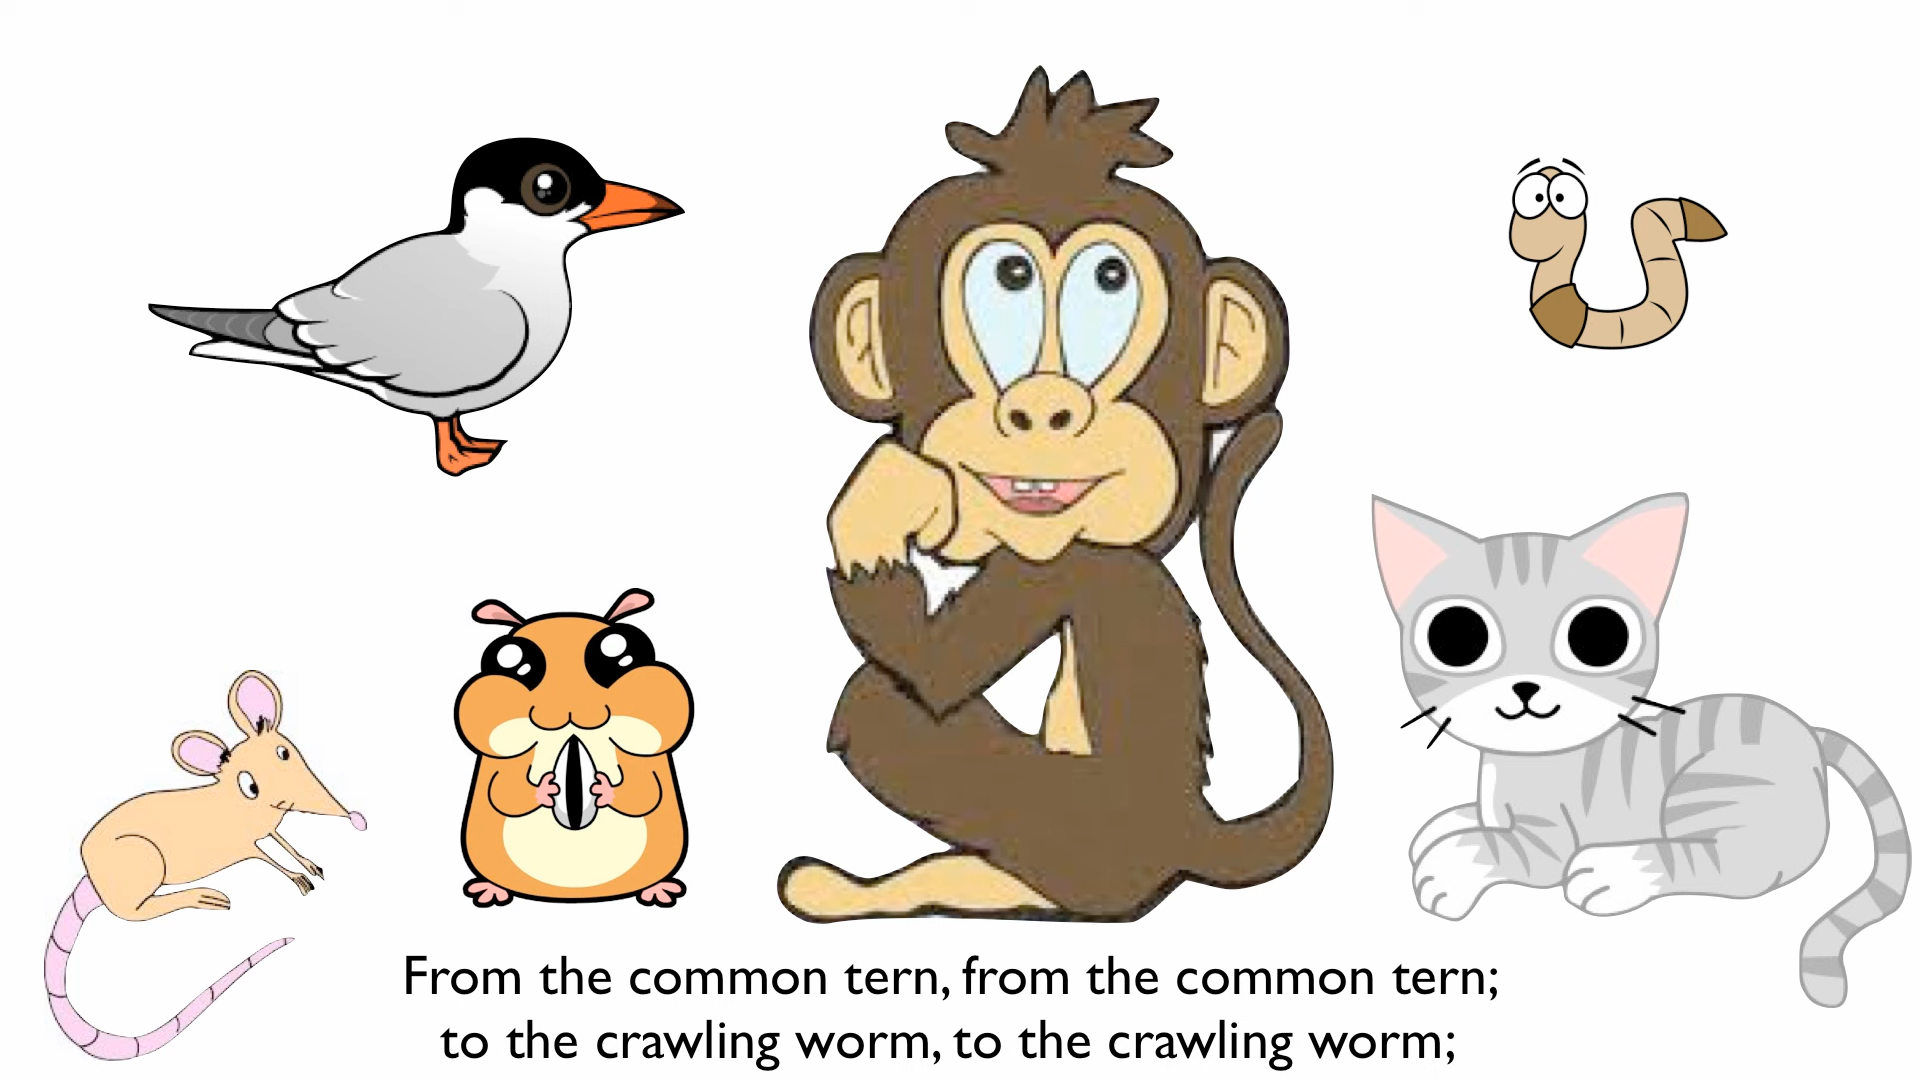 From the common tern, from the common tern;
to the crawling worm, to the crawling worm;